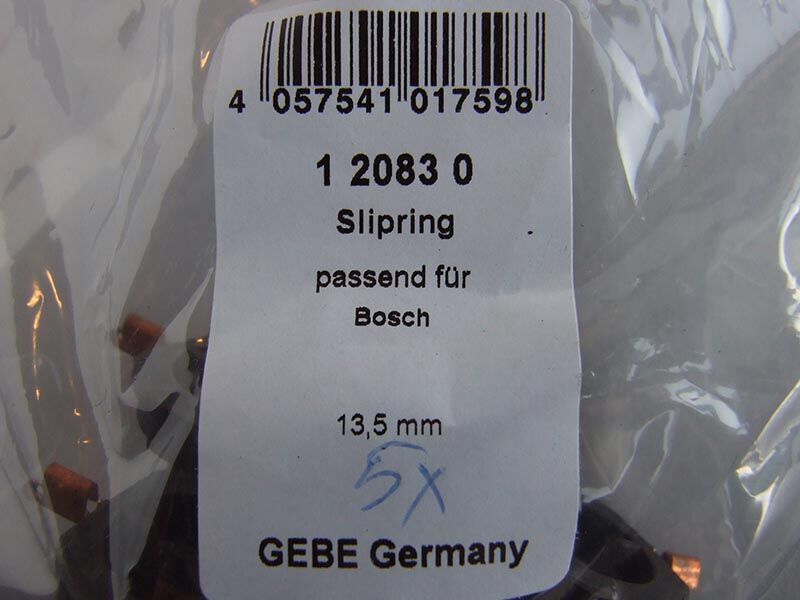 4 057541 017598
1 2083 0
Slipring
passend für
Bosch
13,5 mm
5x
GEBE Germany